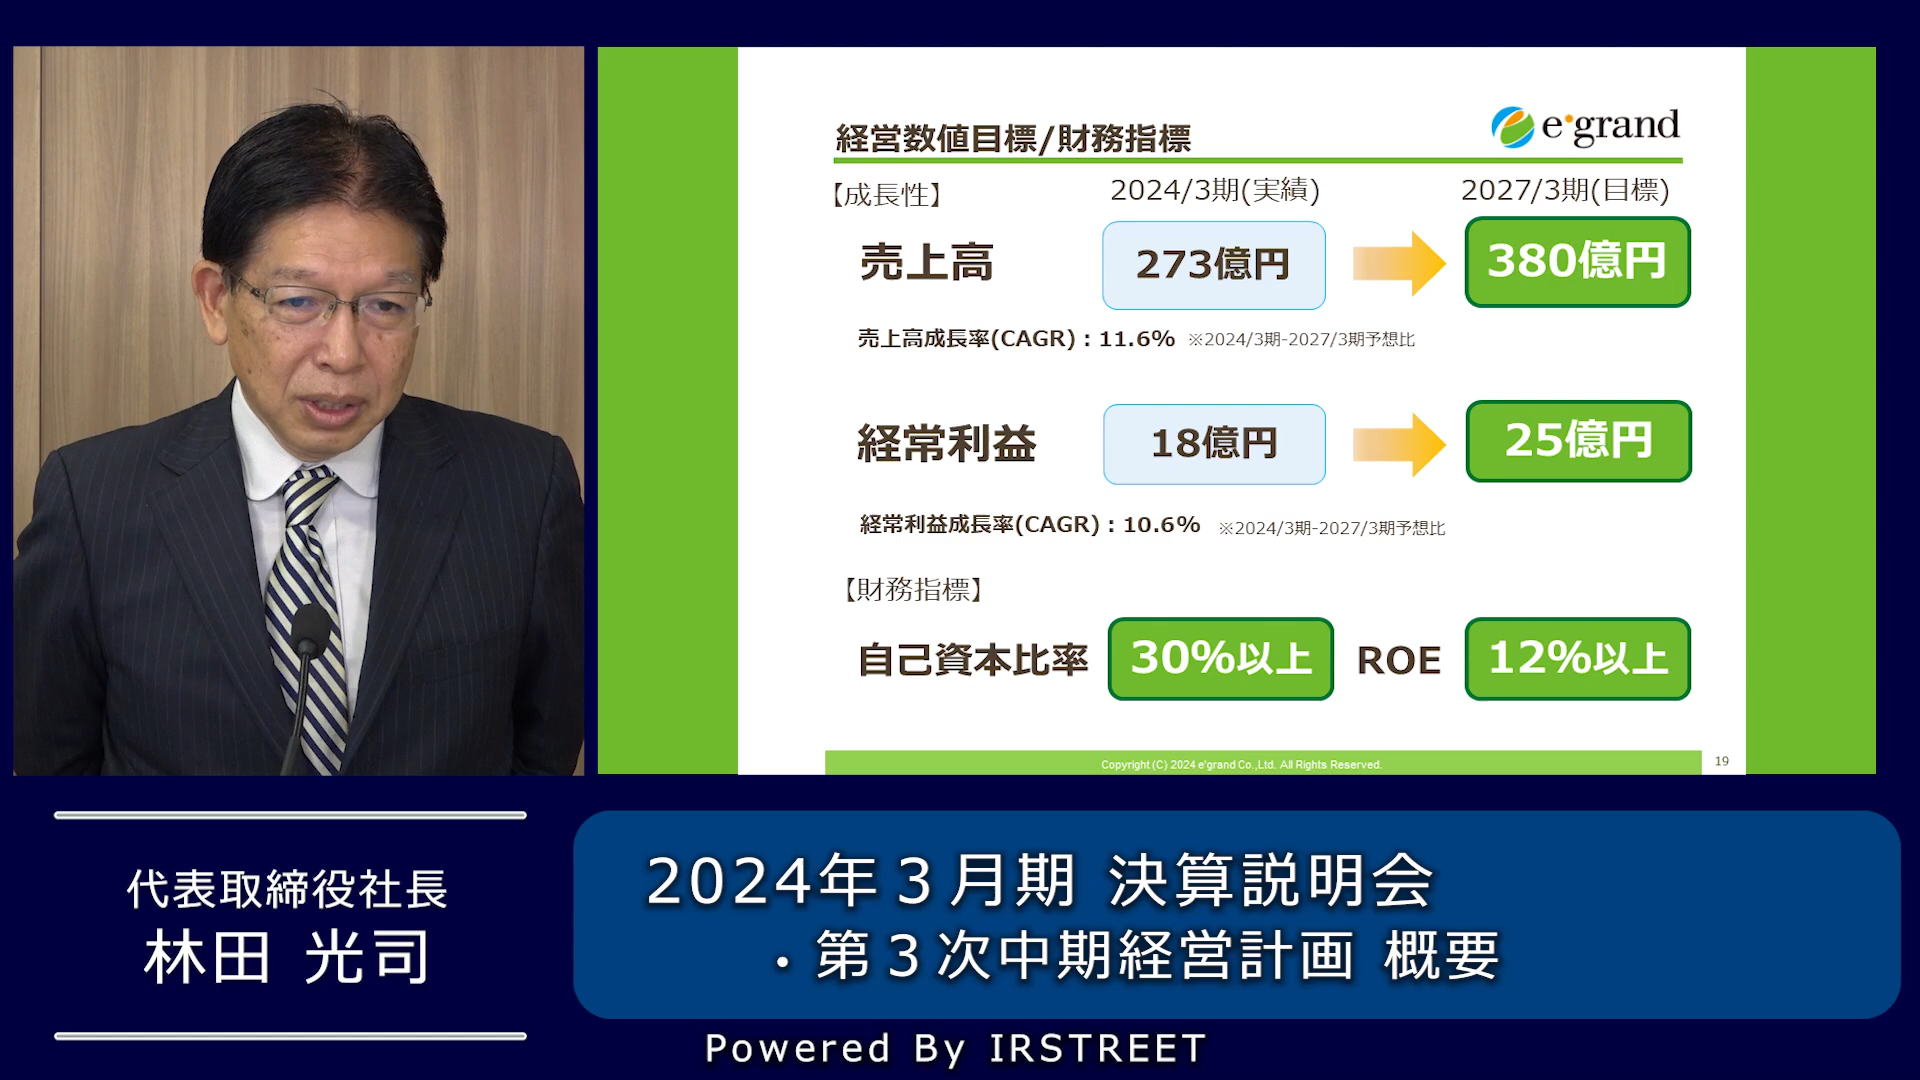 経営数値目標/財務指標
e'grand
【成長性】
2024/3期(実績)
2027/3期(目標)
売上高
273億円
380億円
売上高成長率(CAGR)：11.6% ※2024/3期-2027/3期予想比
経常利益
18億円
25億円
経常利益成長率(CAGR)：10.6% ※2024/3期-2027/3期予想比
【財務指標】
自己資本比率
30%以上
ROE
12%以上
Copyright (C) 2024 e'grand Co.,Ltd. All Rights Reserved.
19
代表取締役社長
林田 光司
2024年３月期 決算説明会
・第３次中期経営計画 概要
Powered By IRSTREET